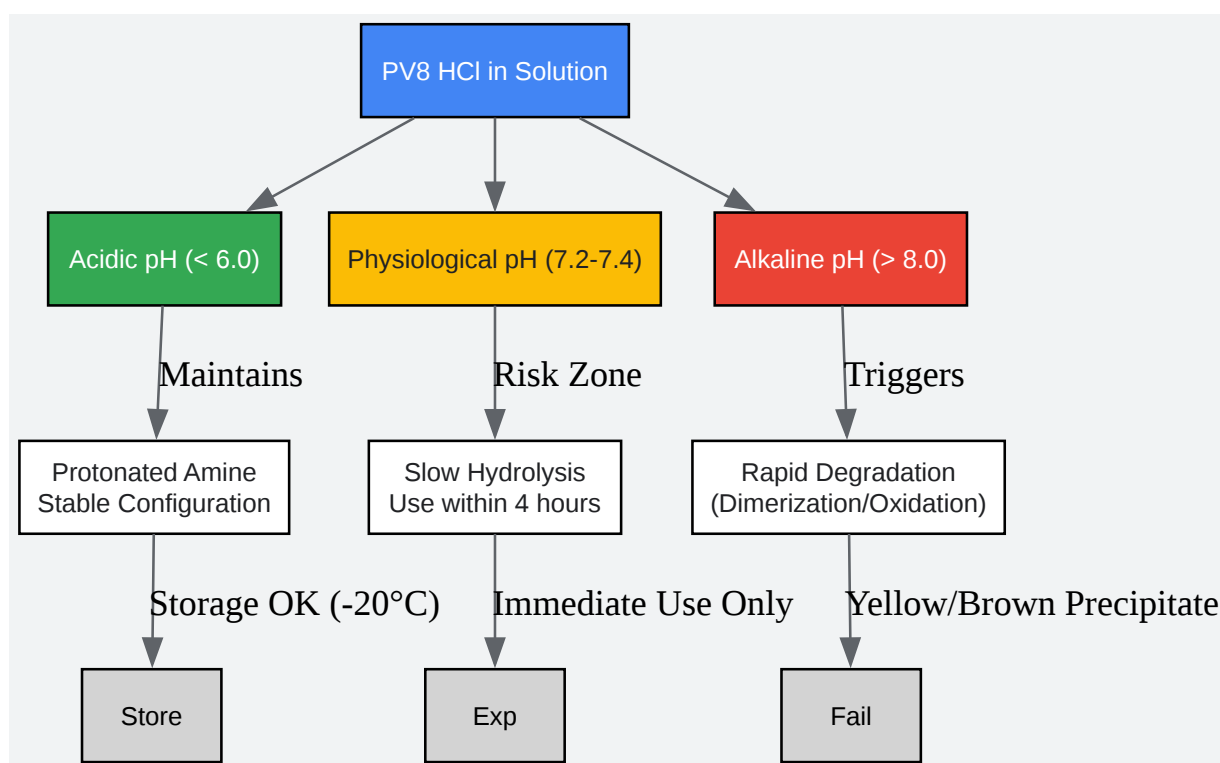 PV8 HCl in Solution
Acidic pH (< 6.0)
Physiological pH (7.2-7.4)
Alkaline pH (> 8.0)
Maintains
Risk Zone
Triggers
Protonated Amine
Stable Configuration
Slow Hydrolysis
Use within 4 hours
Rapid Degradation
(Dimerization/Oxidation)
Storage OK (-20°C)
Immediate Use Only
Yellow/Brown Precipitate
Store
Exp
Fail